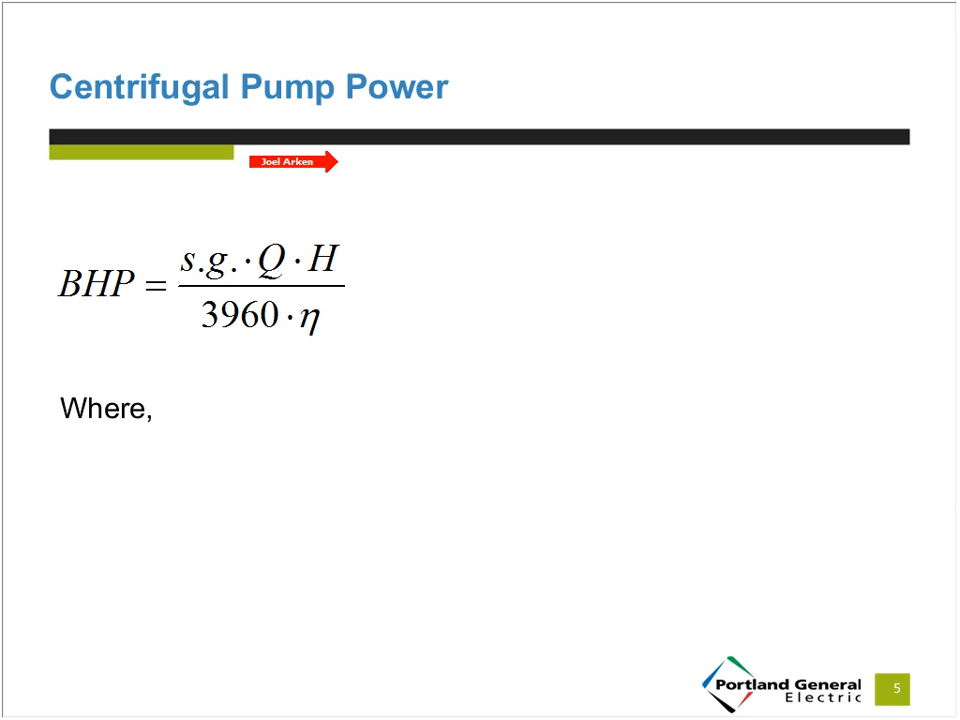 Centrifugal Pump Power
Joel Arken
BHP = s.g. · Q · H / 3960 · η
Where,
Portland General
Electric
5